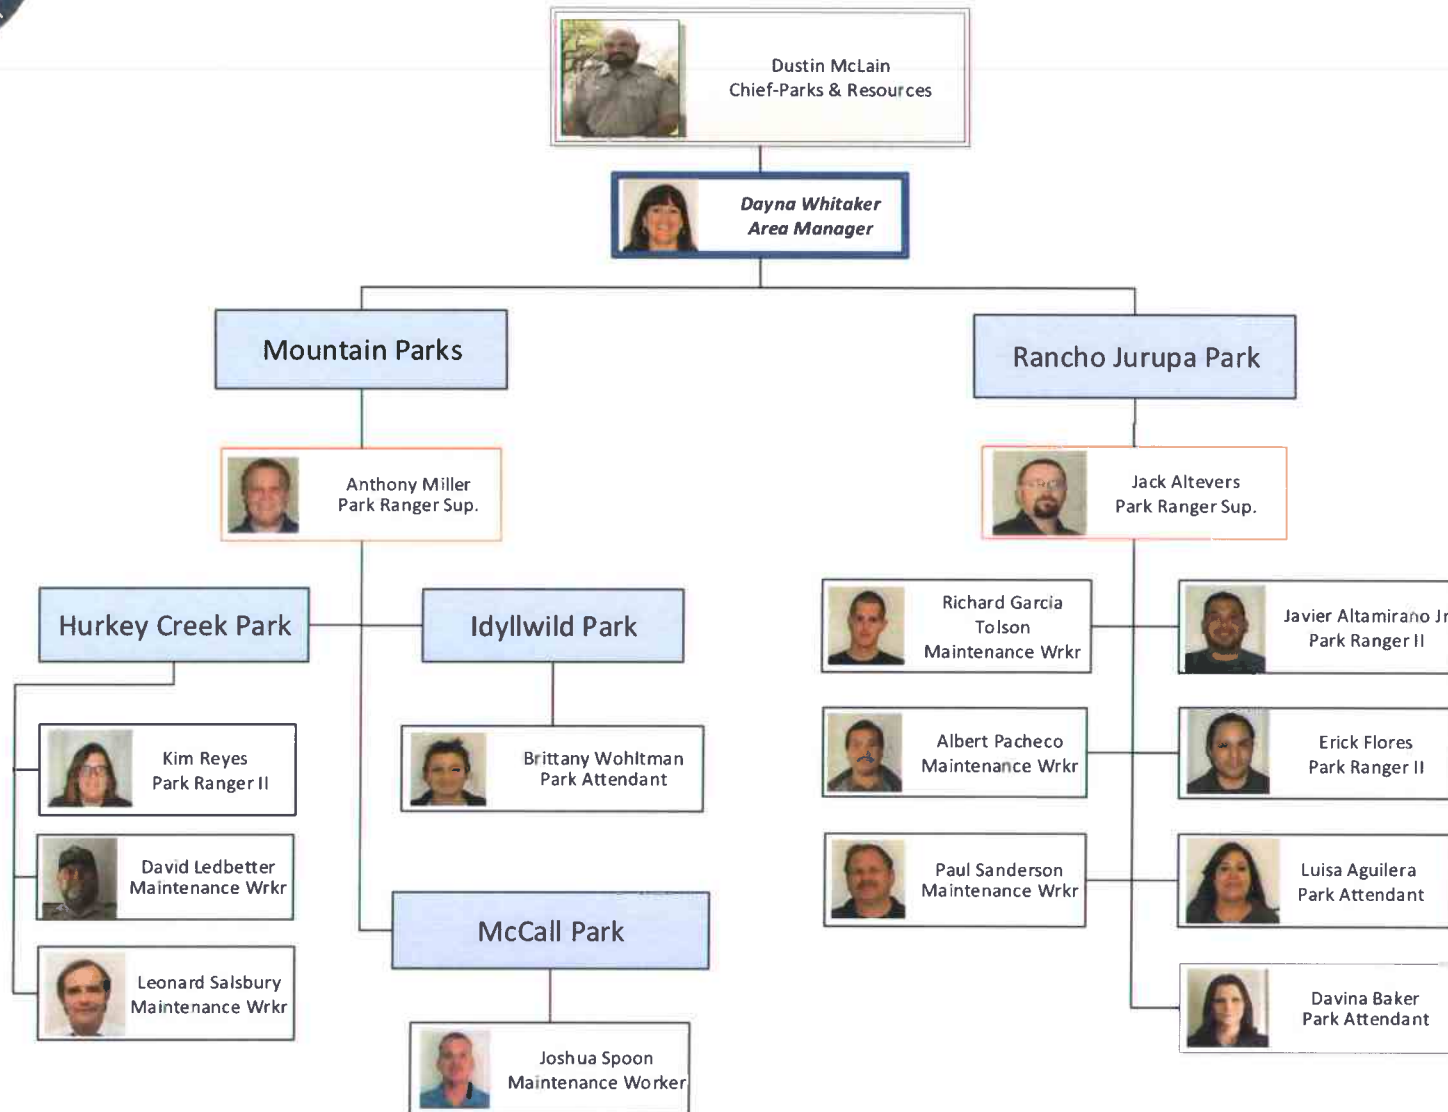 Dustin McLain
Chief-Parks & Resources
Dayna Whitaker
Area Manager
Mountain Parks
Rancho Jurupa Park
Anthony Miller
Park Ranger Sup.
Jack Altevers
Park Ranger Sup.
Hurkey Creek Park
Idyllwild Park
Kim Reyes
Park Ranger II
David Ledbetter
Maintenance Wrkr
Leonard Salsbury
Maintenance Wrkr
Brittany Wohltman
Park Attendant
McCall Park
Joshua Spoon
Maintenance Worker
Richard Garcia
Tolson
Maintenance Wrkr
Javier Altamirano Jr
Park Ranger II
Albert Pacheco
Maintenance Wrkr
Erick Flores
Park Ranger II
Paul Sanderson
Maintenance Wrkr
Luisa Aguilera
Park Attendant
Davina Baker
Park Attendant